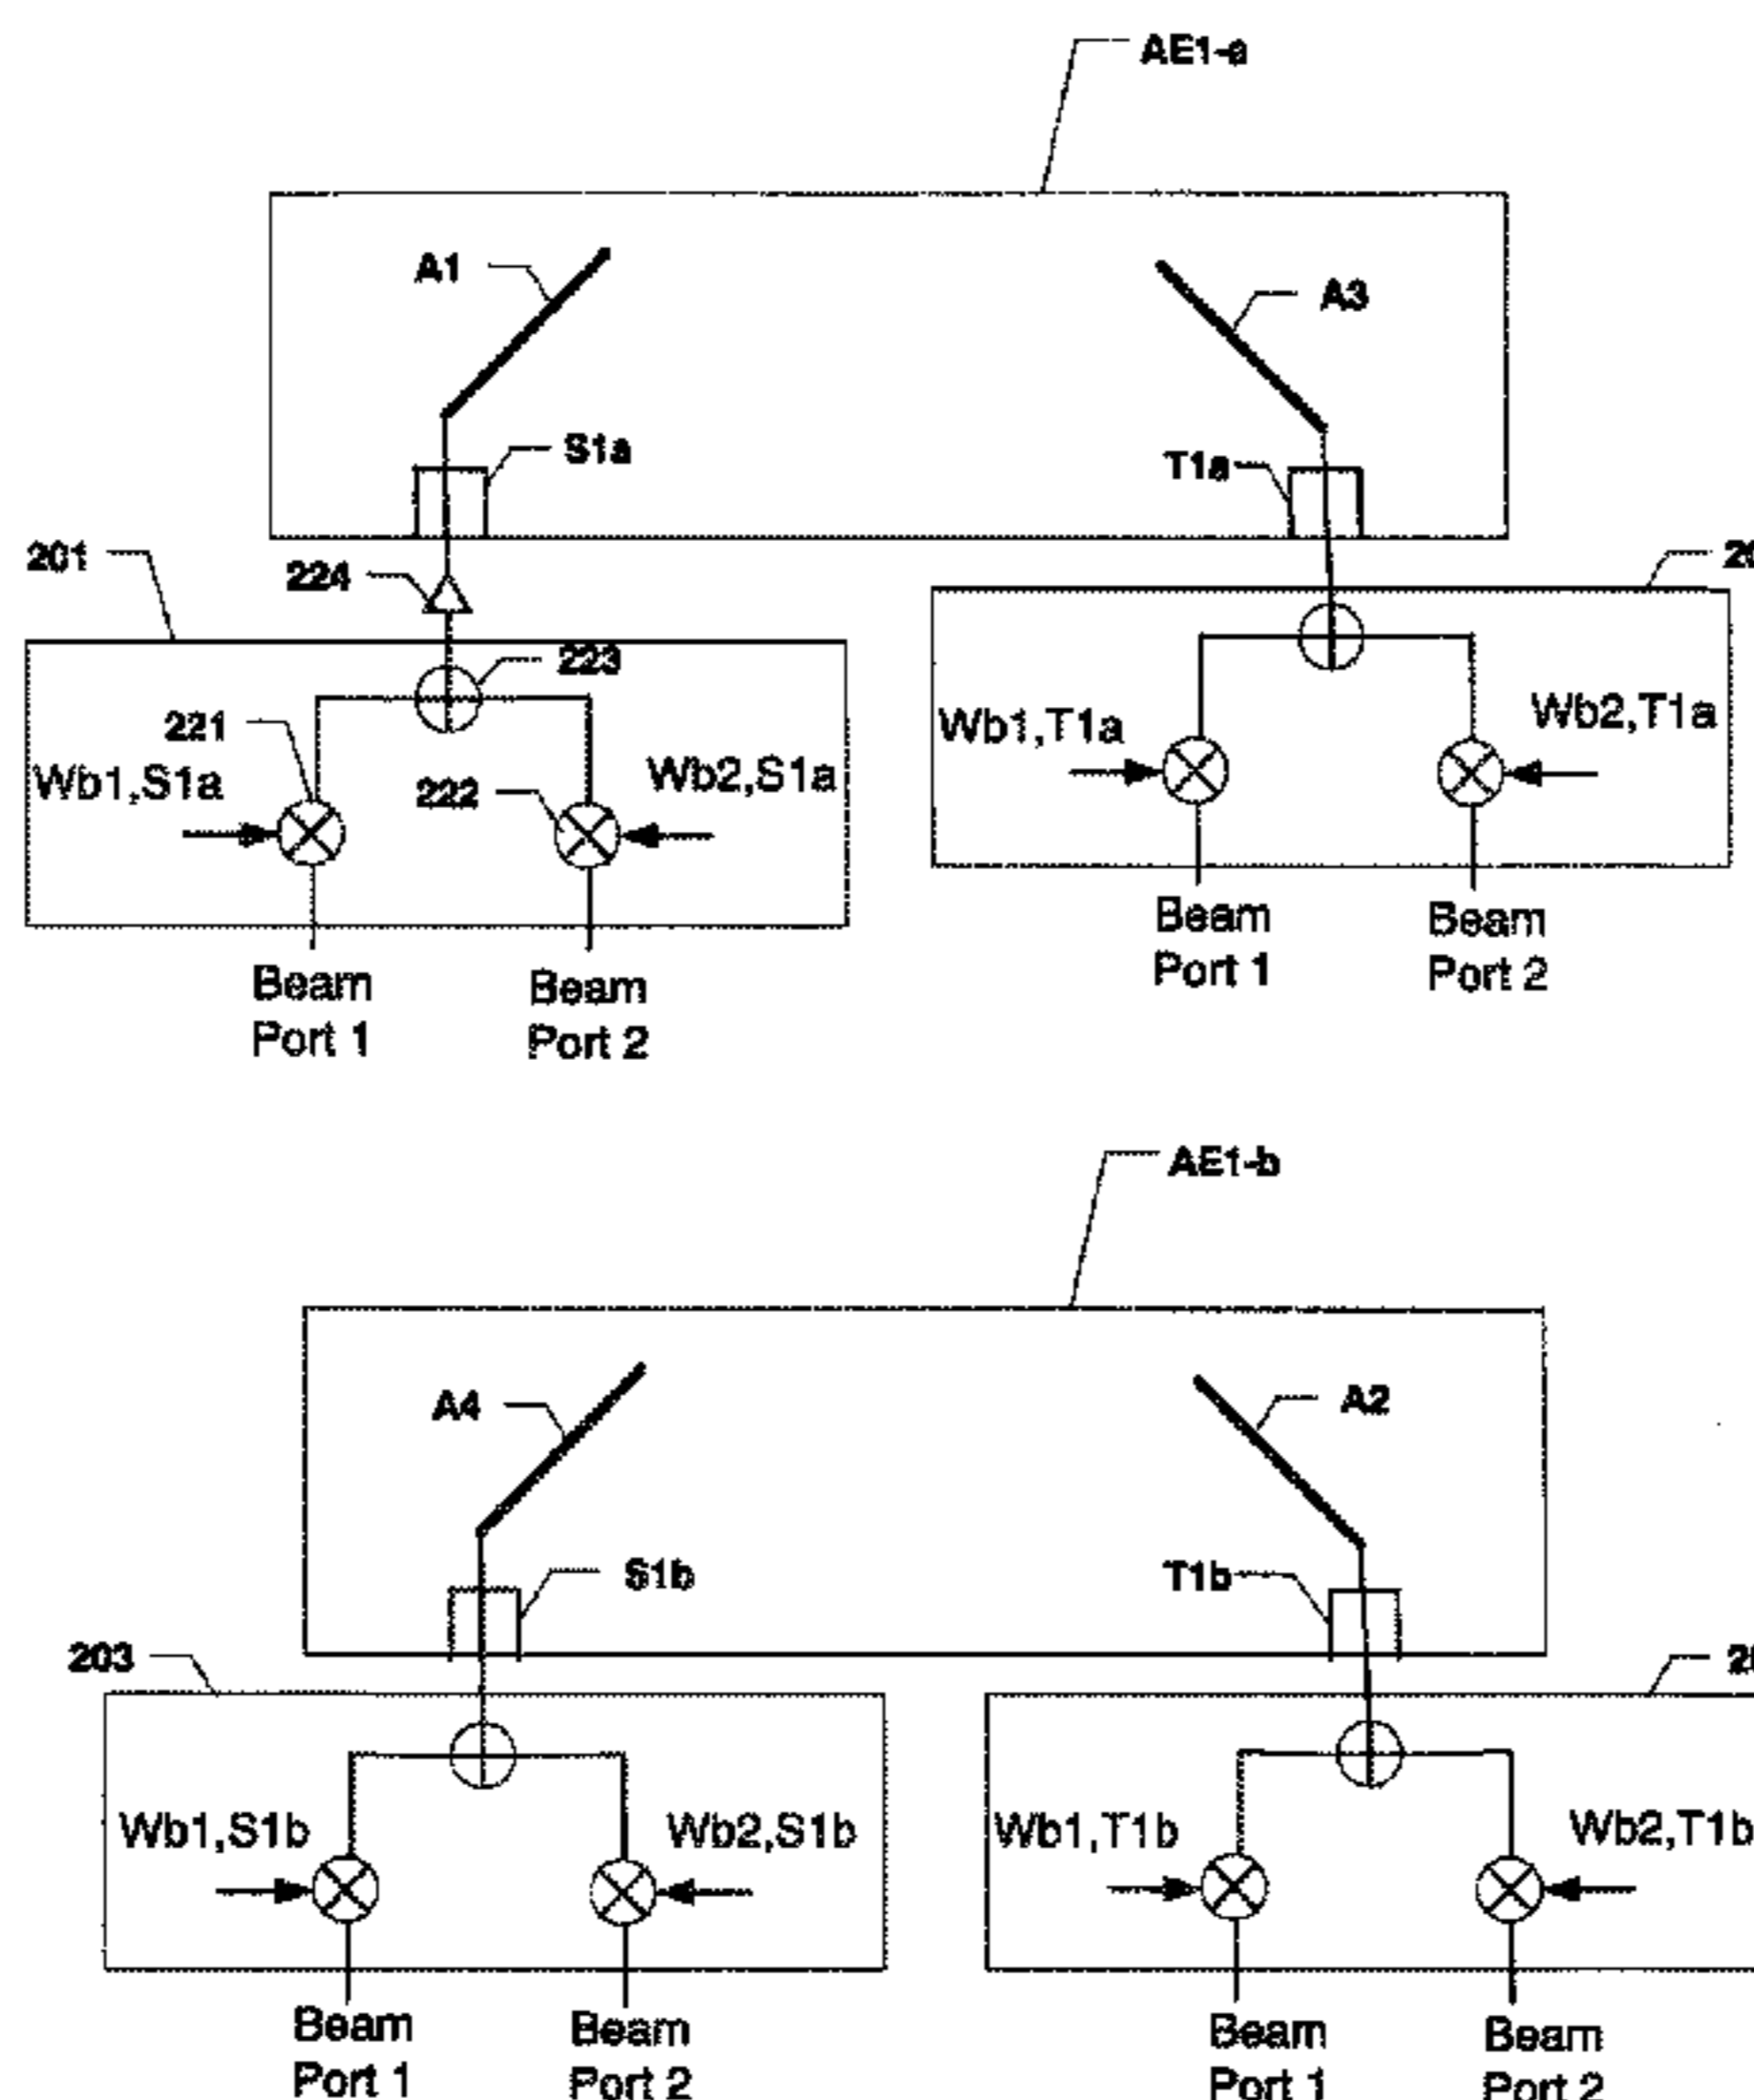 AE1-a
A1
A3
S1a
T1a
201
224
223
221
Wb1,S1a
222
Wb2,S1a
Wb1,T1a
Wb2,T1a
Beam
Port 1
Beam
Port 2
Beam
Port 1
Beam
Port 2
AE1-b
A4
A2
S1b
T1b
203
Wb1,S1b
Wb2,S1b
Wb1,T1b
Wb2,T1b
Beam
Port 1
Beam
Port 2
Beam
Port 1
Beam
Port 2